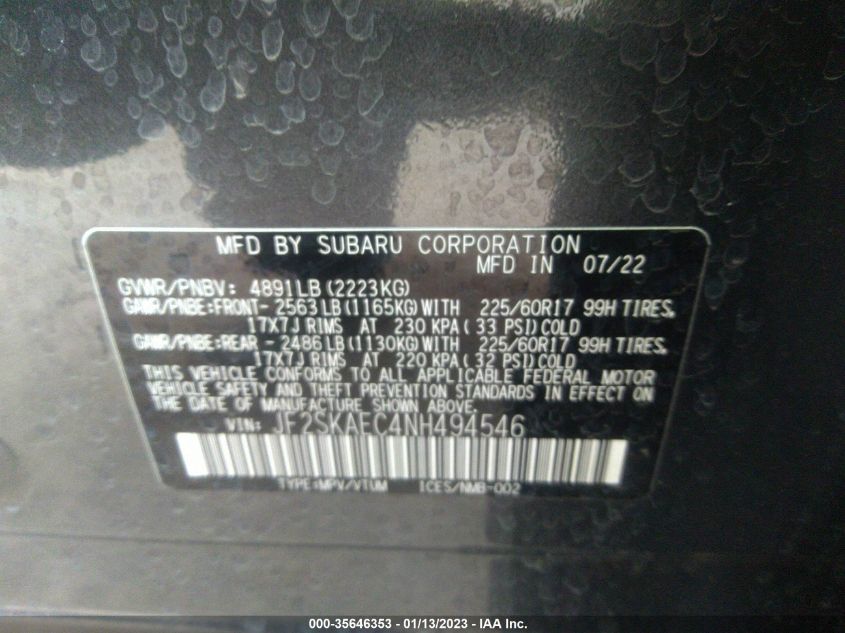 MFD BY SUBARU CORPORATION
MFD IN 07/22
GVWR/PNBV: 4891LB (2223KG)
GAWR/PNBE:FRONT- 2563LB (1165KG) WITH 225/60R17 99H TIRES,
17X7J RIMS AT 230 KPA (33 PSI) COLD
GAWR/PNBE:REAR - 2486LB (1130KG) WITH 225/60R17 99H TIRES,
17X7J RIMS AT 220 KPA (32 PSI) COLD
THIS VEHICLE CONFORMS TO ALL APPLICABLE FEDERAL MOTOR
VEHICLE SAFETY AND THEFT PREVENTION STANDARDS IN EFFECT ON
THE DATE OF MANUFACTURE SHOWN ABOVE.
VIN: JF2SKAEC4NH494546
TYPE:MPV/VTUM ICES/NMB-002
000-35646353 - 01/13/2023 - IAA Inc.